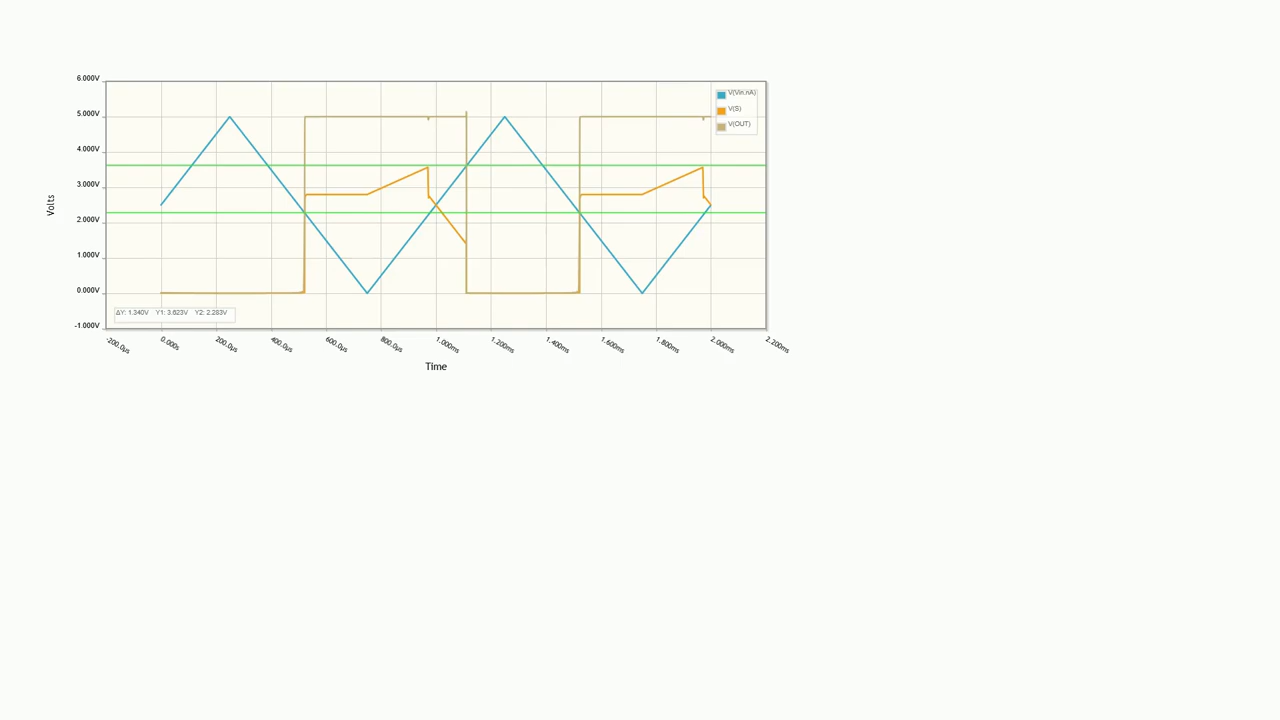 6.000V
5.000V
4.000V
3.000V
2.000V
1.000V
0.000V
-1.000V
Volts
V(Vin.nA)
V(S)
V(OUT)
ΔY: 1.340V Y1: 3.623V Y2: 2.283V
-200.0µs 0.000s 200.0µs 400.0µs 600.0µs 800.0µs 1.000ms 1.200ms 1.400ms 1.600ms 1.800ms 2.000ms 2.200ms
Time